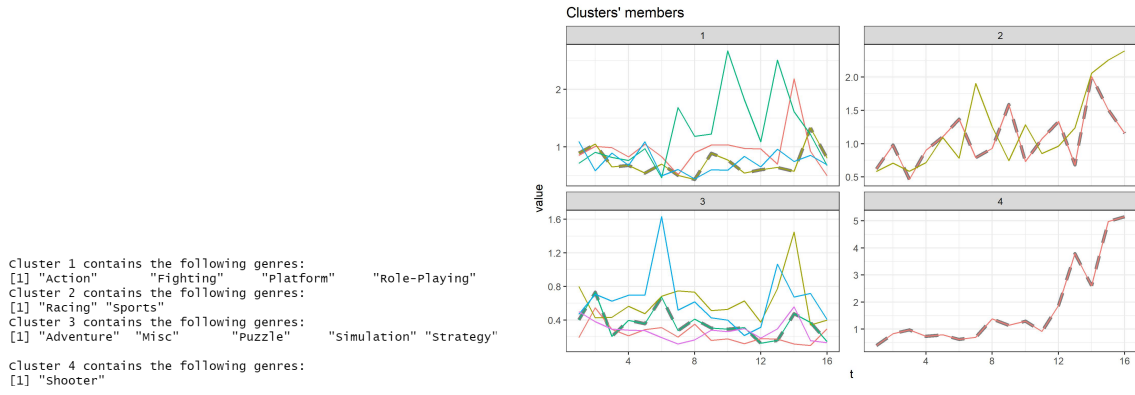 Cluster 1 contains the following genres:
[1] "Action"       "Fighting"     "Platform"     "Role-Playing"
Cluster 2 contains the following genres:
[1] "Racing" "Sports"
Cluster 3 contains the following genres:
[1] "Adventure"  "Misc"       "Puzzle"     "Simulation" "Strategy"
Cluster 4 contains the following genres:
[1] "Shooter"
Clusters' members
1
2
2
1
2.0
1.5
1.0
0.5
value
3
4
1.6
1.2
0.8
0.4
5
4
3
2
1
4 8 12 16
4 8 12 16
t